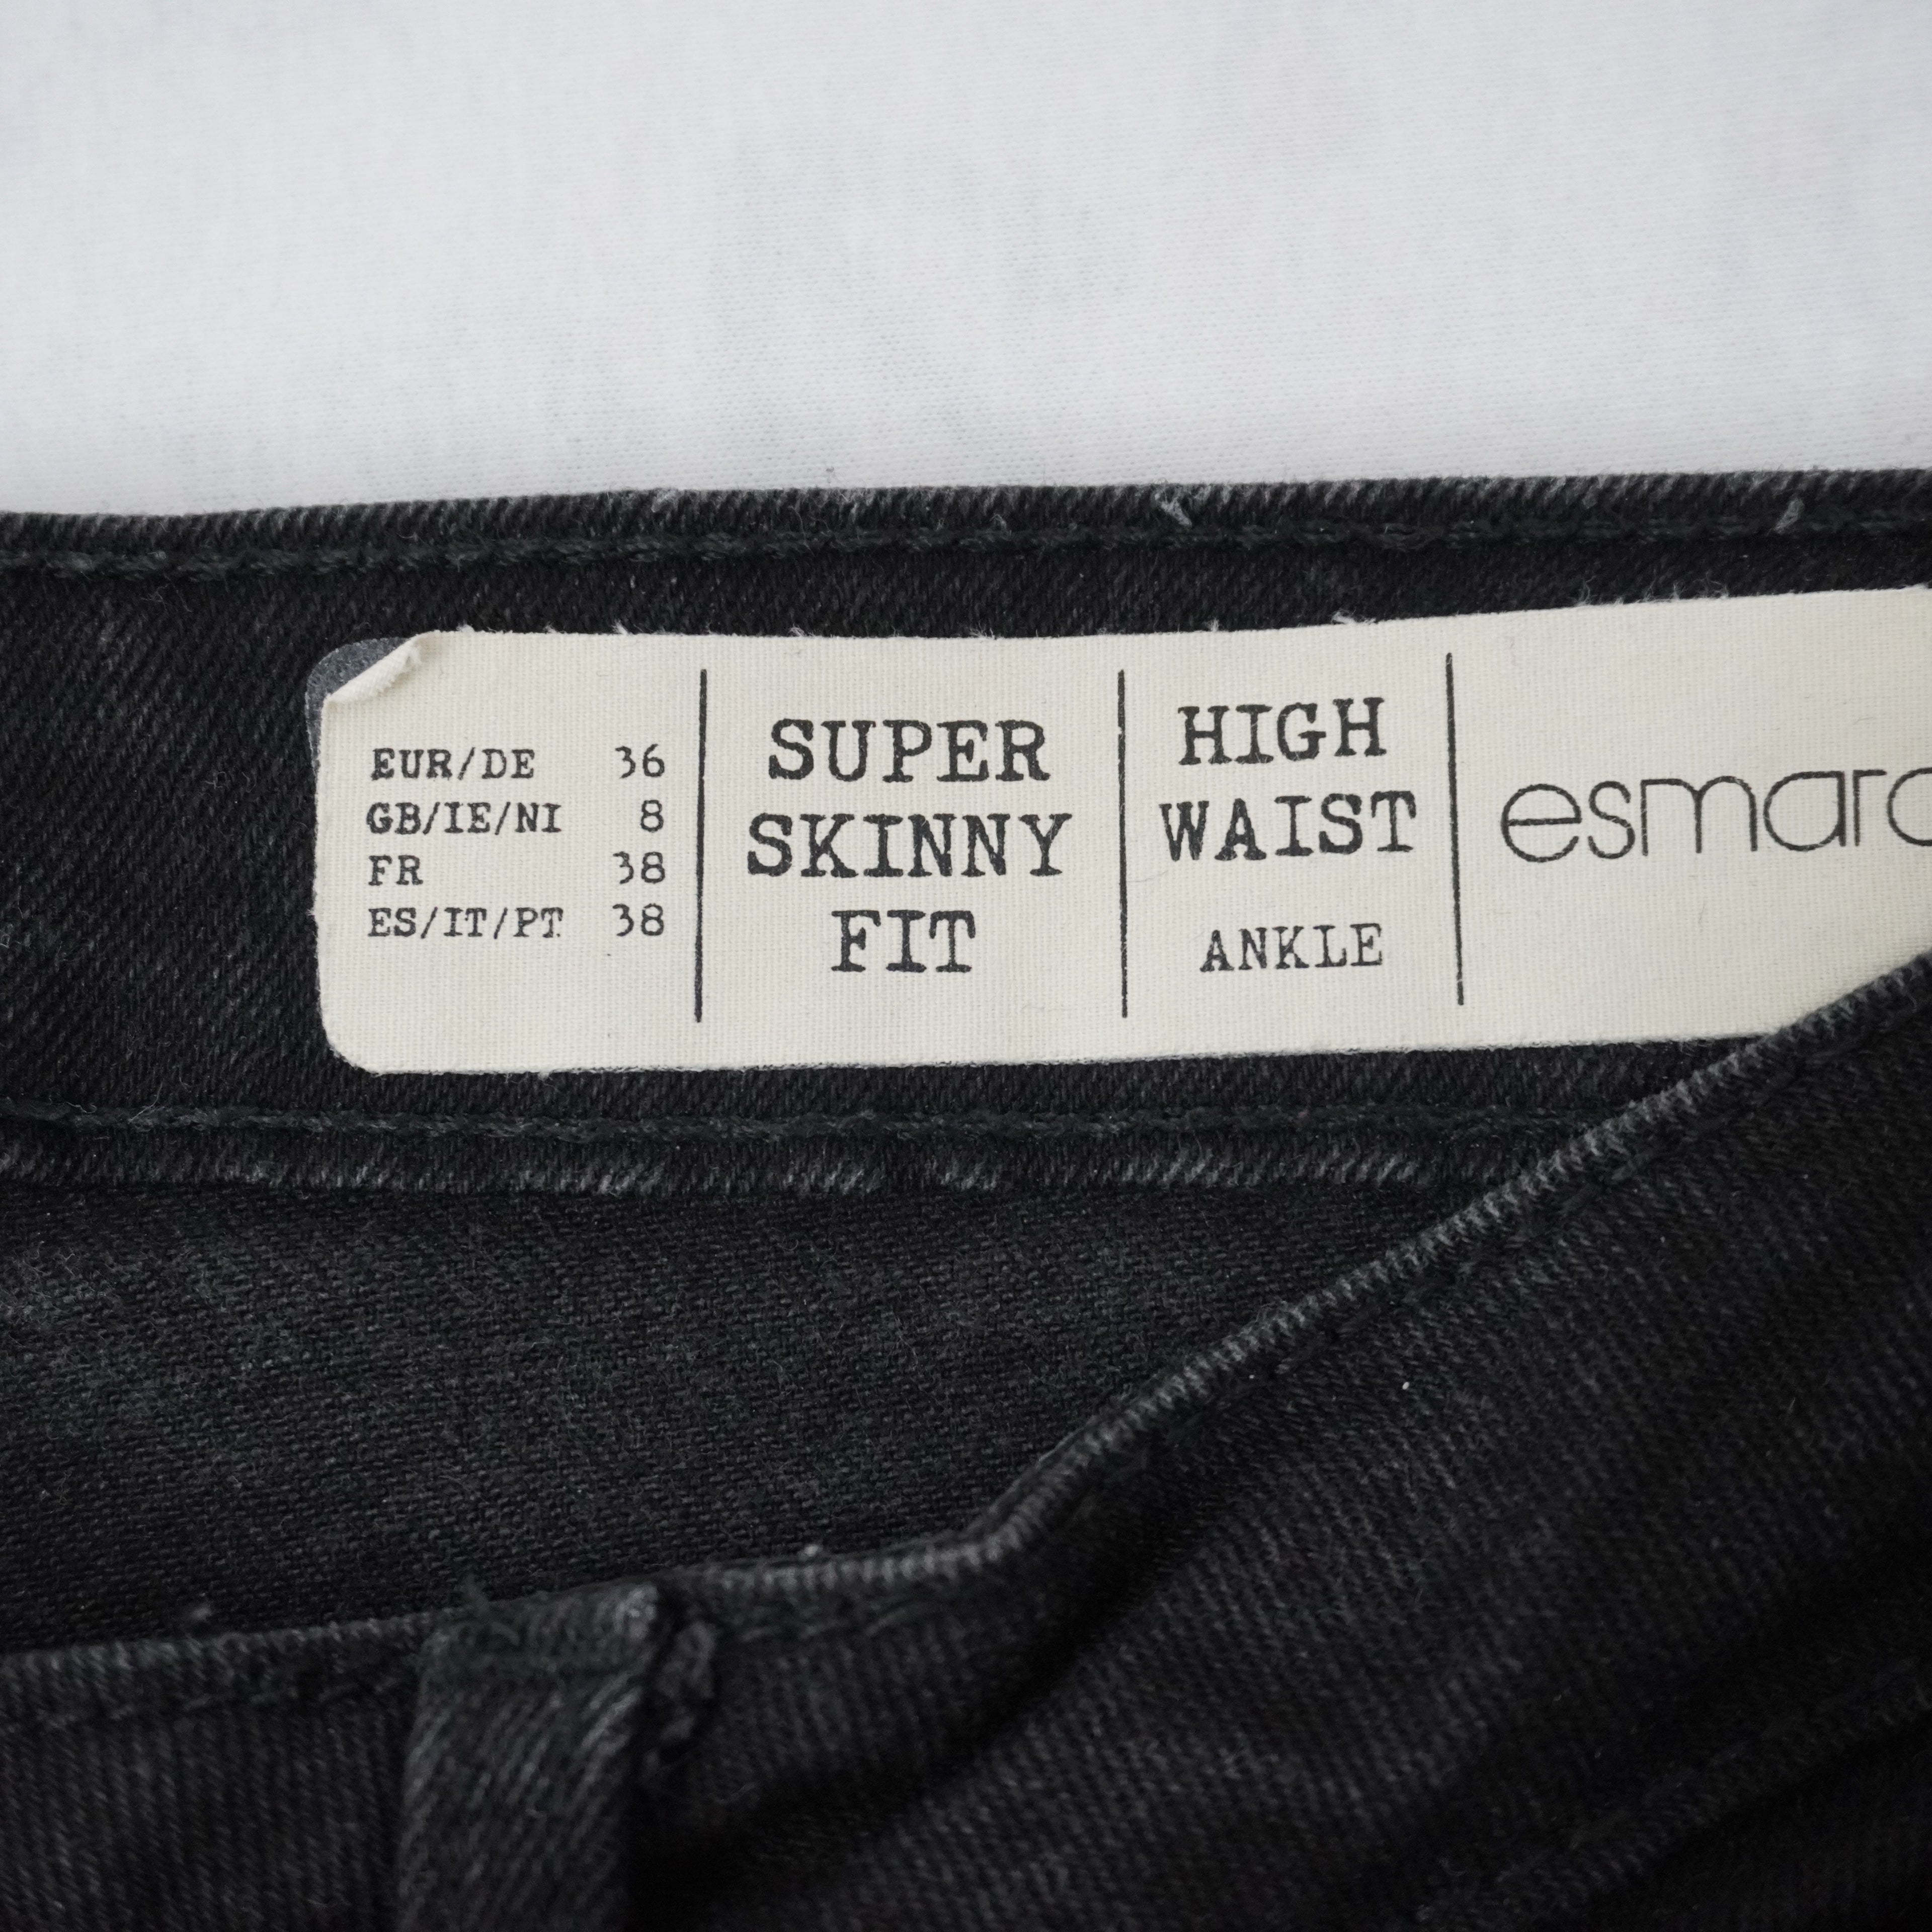 EUR/DE 36
GB/IE/NI 8
FR 38
ES/IT/PT 38
SUPER
SKINNY
FIT
HIGH
WAIST
ANKLE
esmara